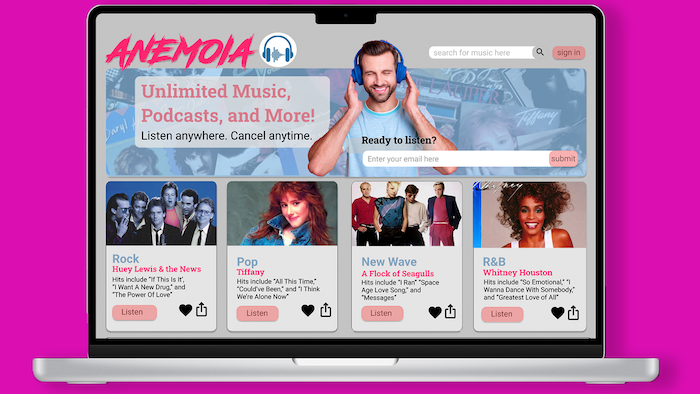 ANEMOIA
search for music here
sign in
Unlimited Music,
Podcasts, and More!
Listen anywhere. Cancel anytime.
Ready to listen?
Enter your email here
submit
Tiffany
Whitney
Rock
Huey Lewis & the News
Hits include “If This Is It',
“I Want A New Drug,” and
“The Power Of Love”
Listen
Pop
Tiffany
Hits include “All This Time,”
“Could’ve Been,” and “I Think
We’re Alone Now”
Listen
New Wave
A Flock of Seagulls
Hits include “I Ran” “Space
Age Love Song,” and
“Messages”
Listen
R&B
Whitney Houston
Hits include “So Emotional,” “I
Wanna Dance With Somebody,”
and “Greatest Love of All”
Listen